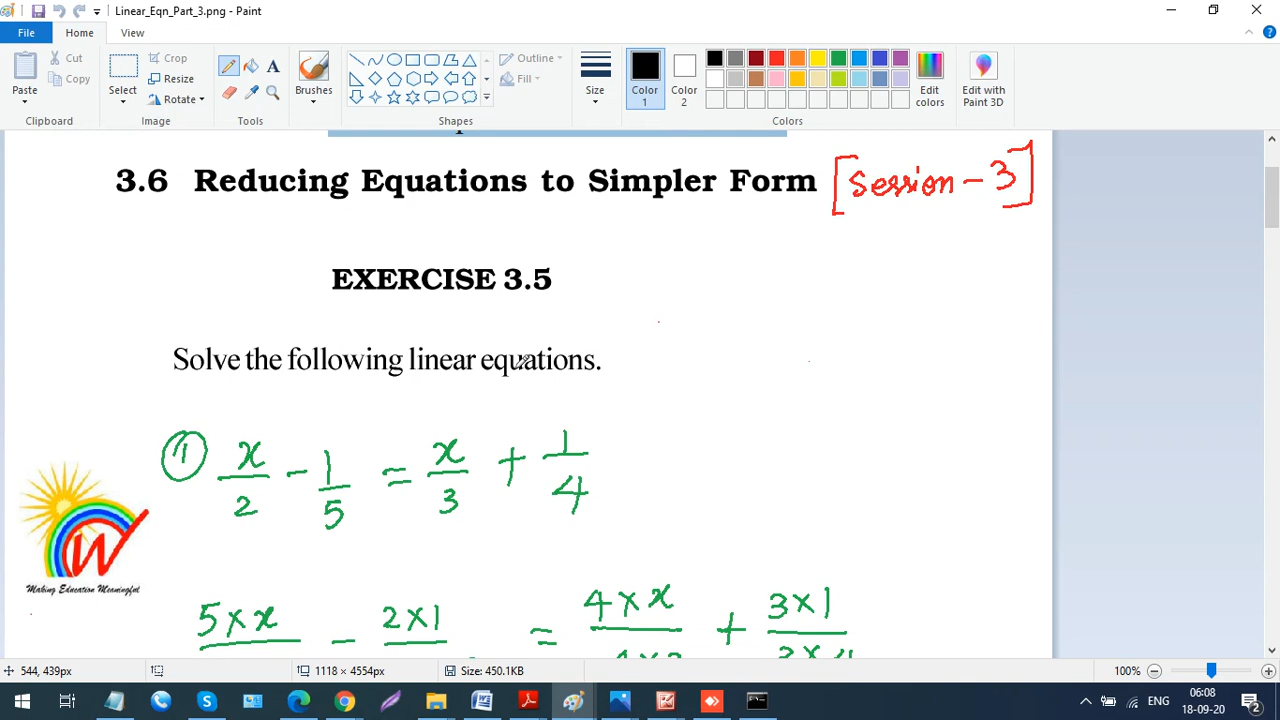 Linear_Eqn_Part_3.png - Paint
File Home View
Paste Cut Copy Select Crop Resize Rotate Brushes Outline Fill Size Color 1 Color 2 Edit colors Edit with Paint 3D
Clipboard Image Tools Shapes Colors
3.6 Reducing Equations to Simpler Form [Session - 3]
EXERCISE 3.5
Solve the following linear equations.
① x/2 - 1/5 = x/3 + 1/4
W
Making Education Meaningful
5 × x - 2 × 1 = 4 × x + 3 × 1
544, 439px 1118 × 4554px Size: 450.1KB 100%
ENG 06:08 18-09-20 2